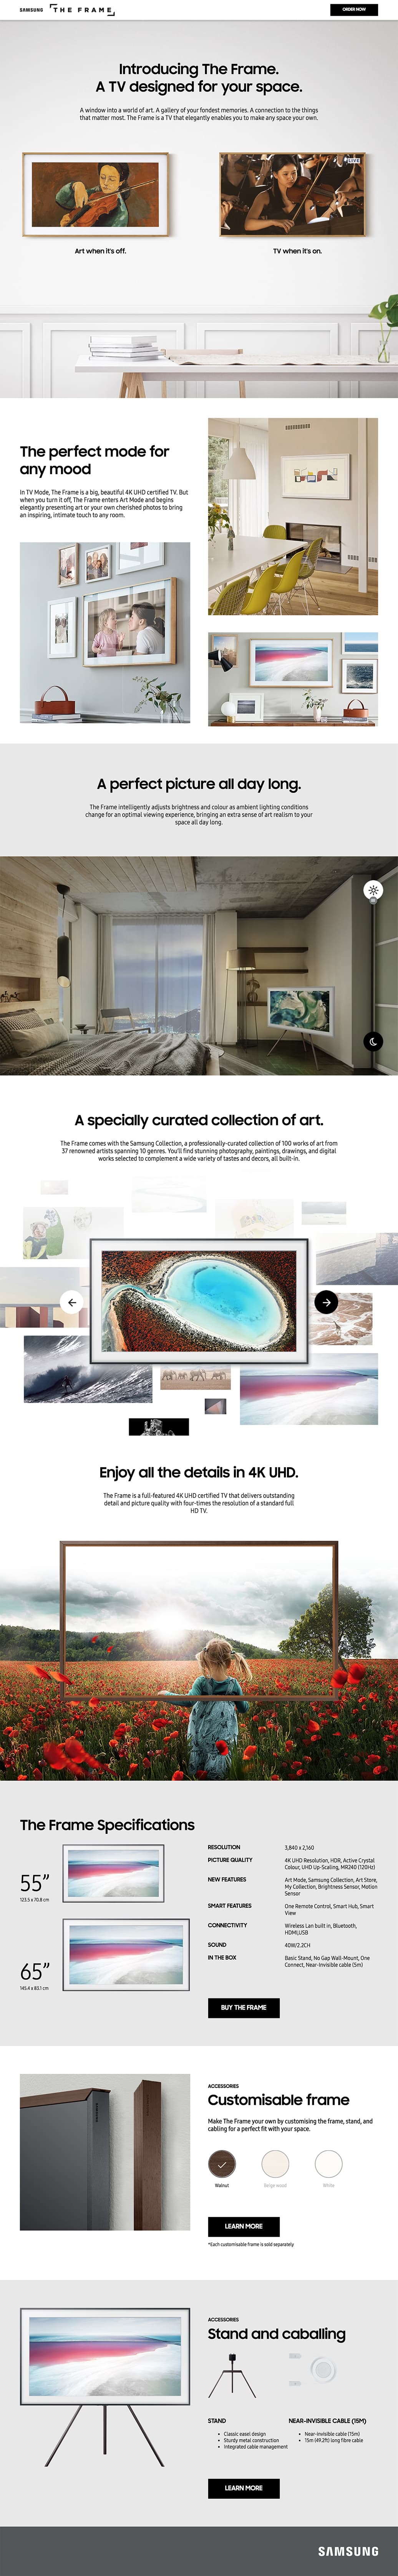 SAMSUNG THE FRAME
ORDER NOW
Introducing The Frame.
A TV designed for your space.
A window into a world of art. A gallery of your fondest memories. A connection to the things
that matter most. The Frame is a TV that elegantly enables you to make any space your own.
LIVE
Art when it's off.
TV when it's on.
The perfect mode for
any mood
In TV Mode, The Frame is a big, beautiful 4K UHD certified TV. But
when you turn it off, The Frame enters Art Mode and begins
elegantly presenting art or your own cherished photos to bring
an inspiring, intimate touch to any room.
A perfect picture all day long.
The Frame intelligently adjusts brightness and colour as ambient lighting conditions
change for an optimal viewing experience, bringing an extra sense of art realism to your
space all day long.
A specially curated collection of art.
The Frame comes with the Samsung Collection, a professionally-curated collection of 100 works of art from
37 renowned artists spanning 10 genres. You'll find stunning photography, paintings, drawings, and digital
works selected to complement a wide variety of tastes and decors, all built-in.
Enjoy all the details in 4K UHD.
The Frame is a full-featured 4K UHD certified TV that delivers outstanding
detail and picture quality with four-times the resolution of a standard full
HD TV.
The Frame Specifications
55”
123.5 x 70.8 cm
65”
145.4 x 83.1 cm
RESOLUTION
3,840 x 2,160
PICTURE QUALITY
4K UHD Resolution, HDR, Active Crystal
Colour, UHD Up-Scaling, MR240 (120Hz)
NEW FEATURES
Art Mode, Samsung Collection, Art Store,
My Collection, Brightness Sensor, Motion
Sensor
SMART FEATURES
One Remote Control, Smart Hub, Smart
View
CONNECTIVITY
Wireless Lan built in, Bluetooth,
HDMI,USB
SOUND
40W/2.2CH
IN THE BOX
Basic Stand, No Gap Wall-Mount, One
Connect, Near-Invisible cable (5m)
BUY THE FRAME
SAMSUNG
ACCESSORIES
Customisable frame
Make The Frame your own by customising the frame, stand, and
cabling for a perfect fit with your space.
Walnut
Beige wood
White
LEARN MORE
*Each customisable frame is sold separately
ACCESSORIES
Stand and caballing
STAND
• Classic easel design
• Sturdy metal construction
• Integrated cable management
NEAR-INVISIBLE CABLE (15M)
• Near-invisible cable (15m)
• 15m (49.2ft) long fibre cable
LEARN MORE
SAMSUNG